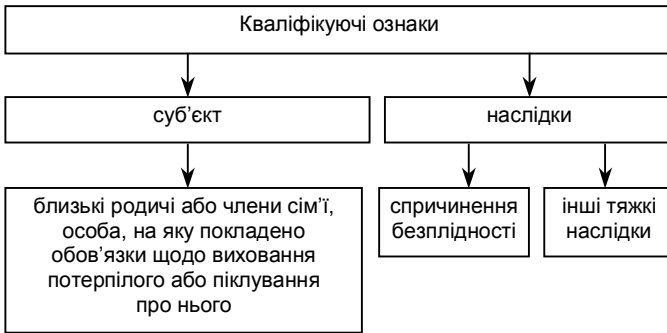 Кваліфікуючі ознаки
суб’єкт
наслідки
близькі родичі або члени сім’ї,
особа, на яку покладено
обов’язки щодо виховання
потерпілого або піклування
про нього
спричинення
безплідності
інші тяжкі
наслідки